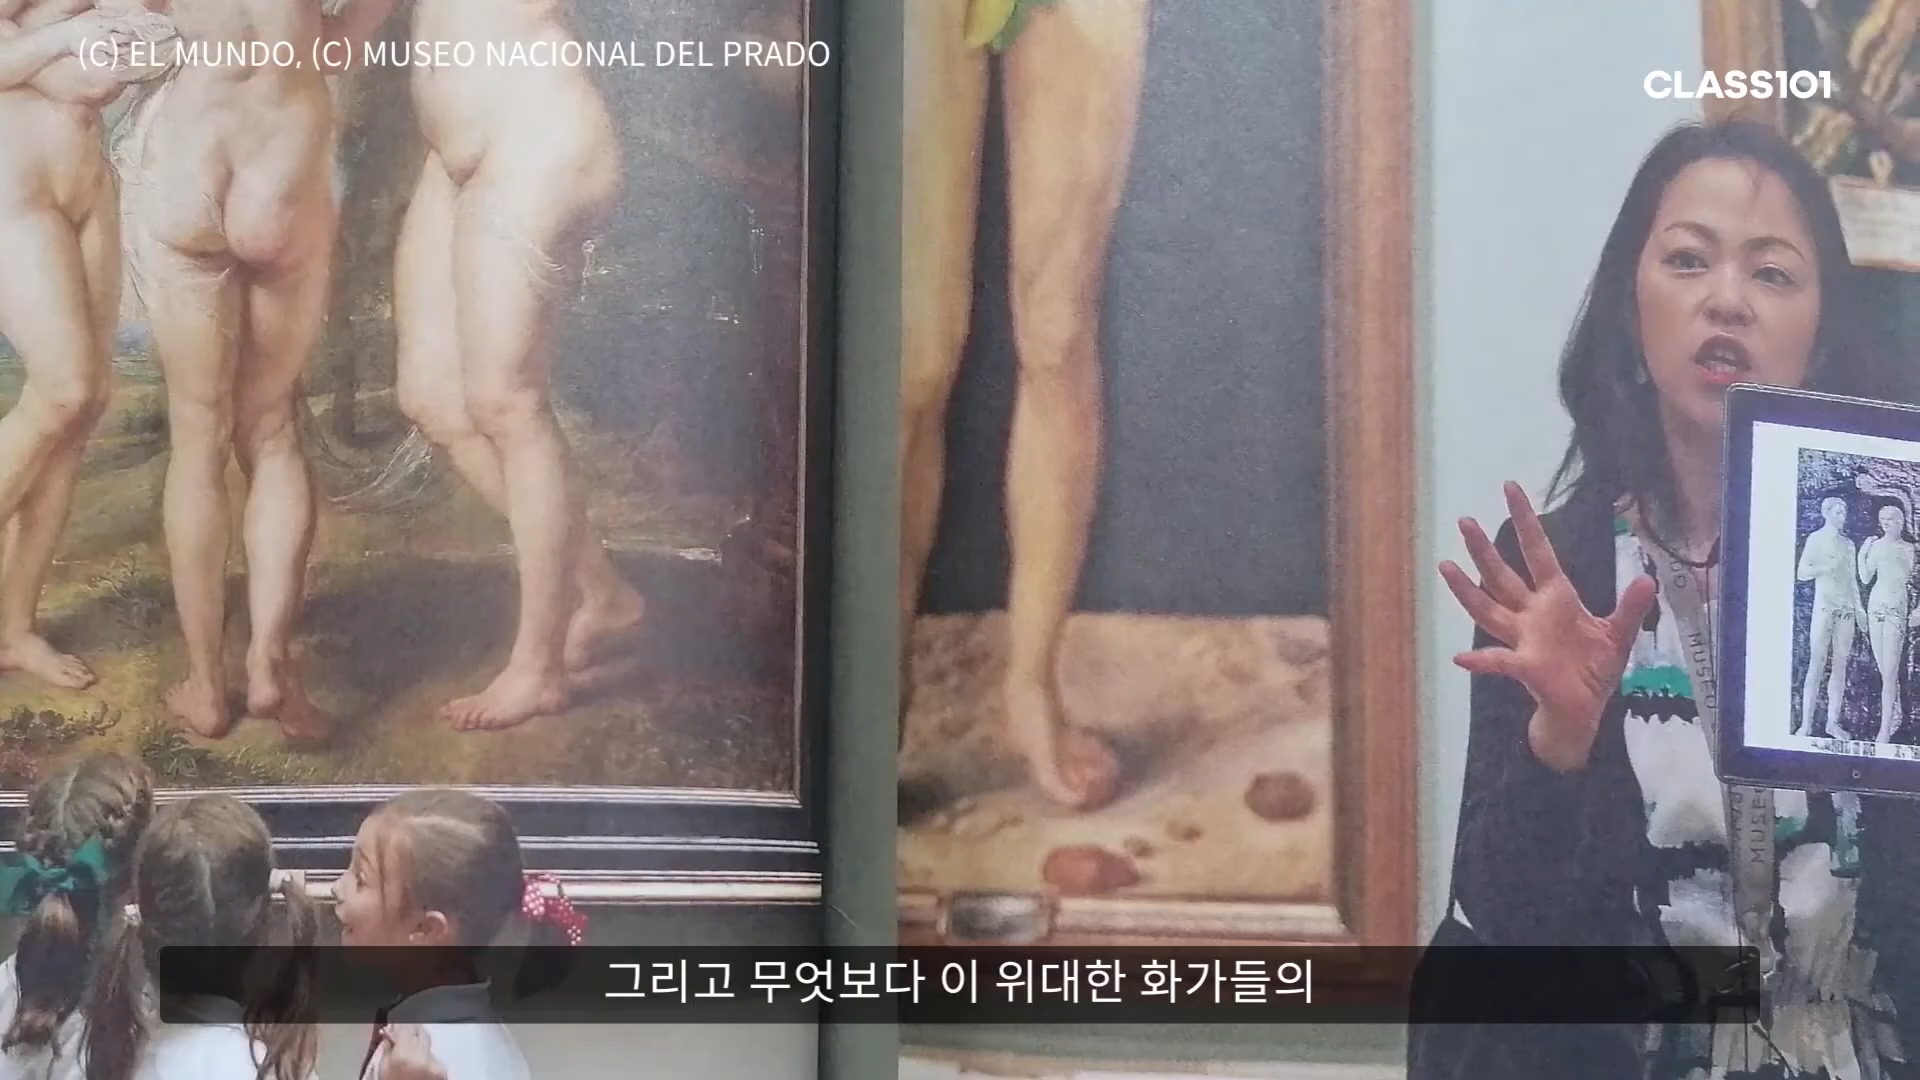 (C) EL MUNDO, (C) MUSEO NACIONAL DEL PRADO
CLASS101
MUSEO
그리고 무엇보다 이 위대한 화가들의